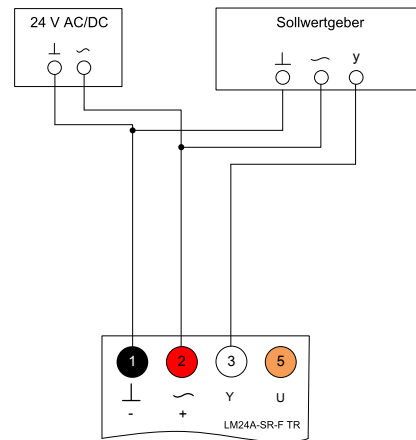 24 V AC/DC
Sollwertgeber
y
1 2 3 5
Y U
- +
LM24A-SR-F TR